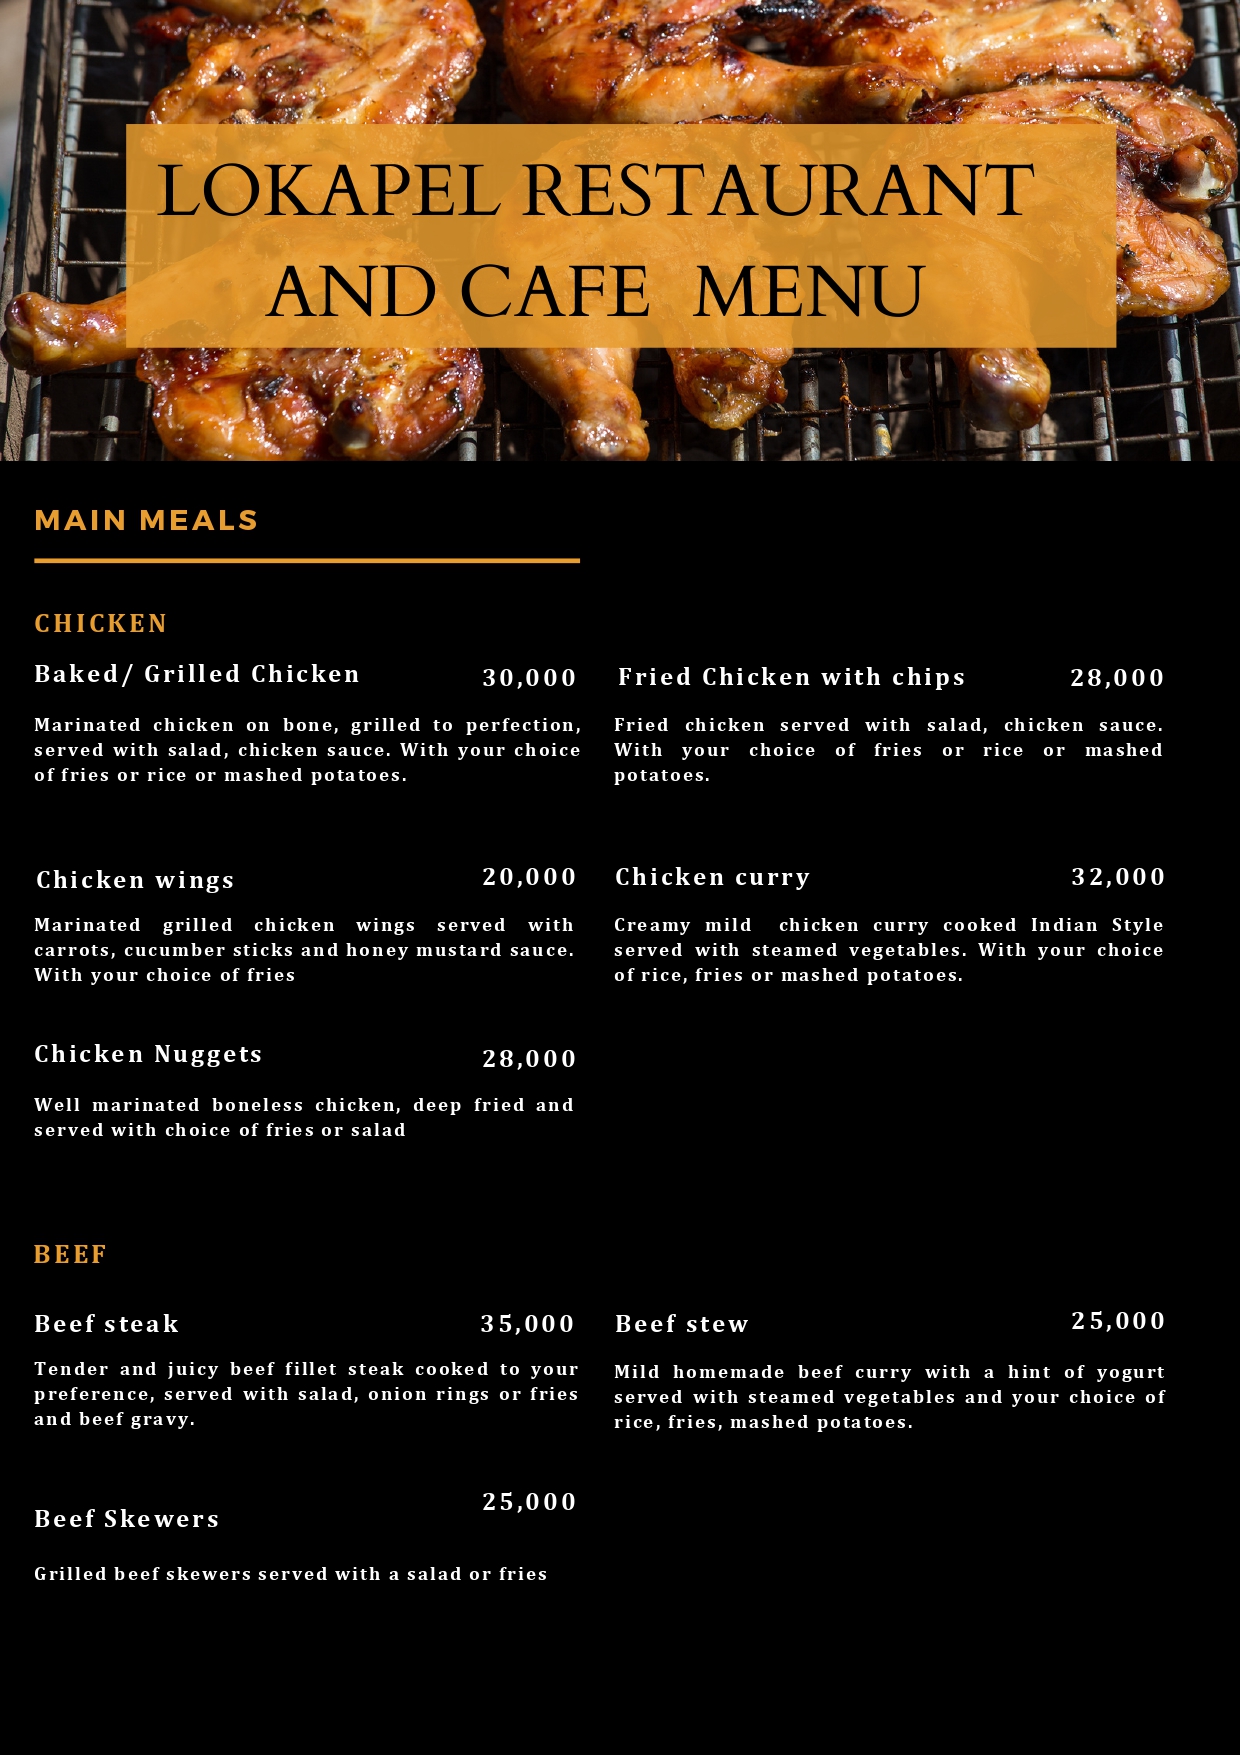 LOKAPEL RESTAURANT
AND CAFE MENU
MAIN MEALS
CHICKEN
Baked/ Grilled Chicken 30,000
Marinated chicken on bone, grilled to perfection,
served with salad, chicken sauce. With your choice
of fries or rice or mashed potatoes.
Fried Chicken with chips 28,000
Fried chicken served with salad, chicken sauce.
With your choice of fries or rice or mashed
potatoes.
Chicken wings 20,000
Marinated grilled chicken wings served with
carrots, cucumber sticks and honey mustard sauce.
With your choice of fries
Chicken curry 32,000
Creamy mild chicken curry cooked Indian Style
served with steamed vegetables. With your choice
of rice, fries or mashed potatoes.
Chicken Nuggets 28,000
Well marinated boneless chicken, deep fried and
served with choice of fries or salad
BEEF
Beef steak 35,000
Tender and juicy beef fillet steak cooked to your
preference, served with salad, onion rings or fries
and beef gravy.
Beef stew 25,000
Mild homemade beef curry with a hint of yogurt
served with steamed vegetables and your choice of
rice, fries, mashed potatoes.
Beef Skewers 25,000
Grilled beef skewers served with a salad or fries